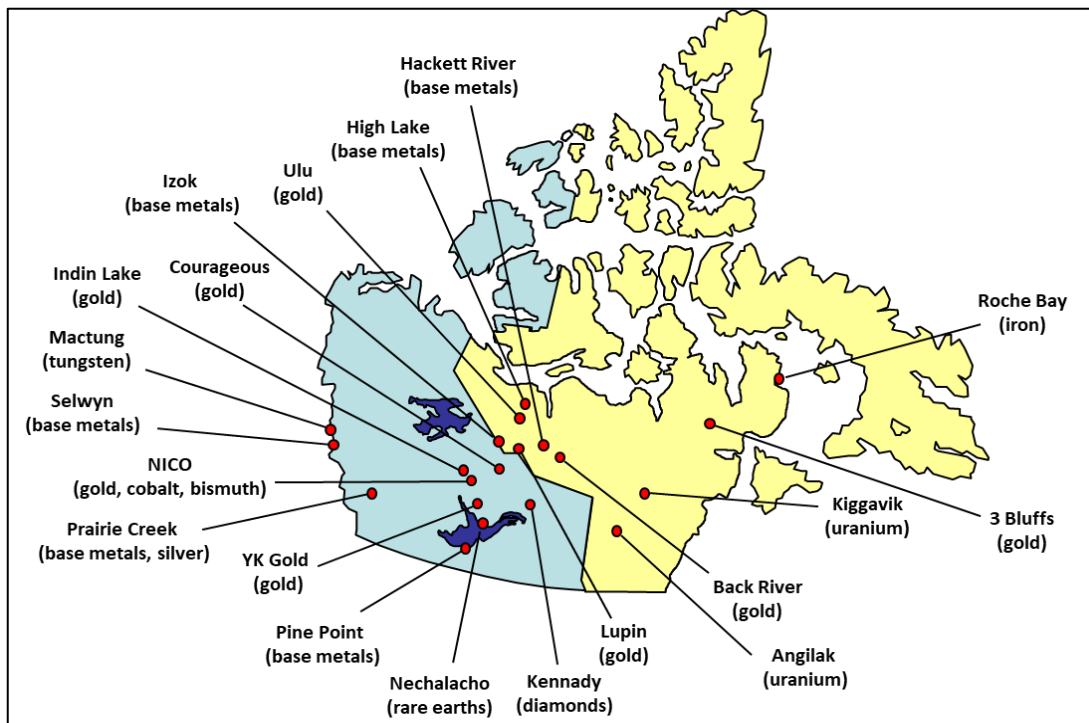 Hackett River
(base metals)
High Lake
(base metals)
Ulu
(gold)
Izok
(base metals)
Courageous
(gold)
Indin Lake
(gold)
Mactung
(tungsten)
Selwyn
(base metals)
NICO
(gold, cobalt, bismuth)
Prairie Creek
(base metals, silver)
YK Gold
(gold)
Pine Point
(base metals)
Nechalacho
(rare earths)
Kennady
(diamonds)
Lupin
(gold)
Back River
(gold)
Angilak
(uranium)
Kiggavik
(uranium)
3 Bluffs
(gold)
Roche Bay
(iron)